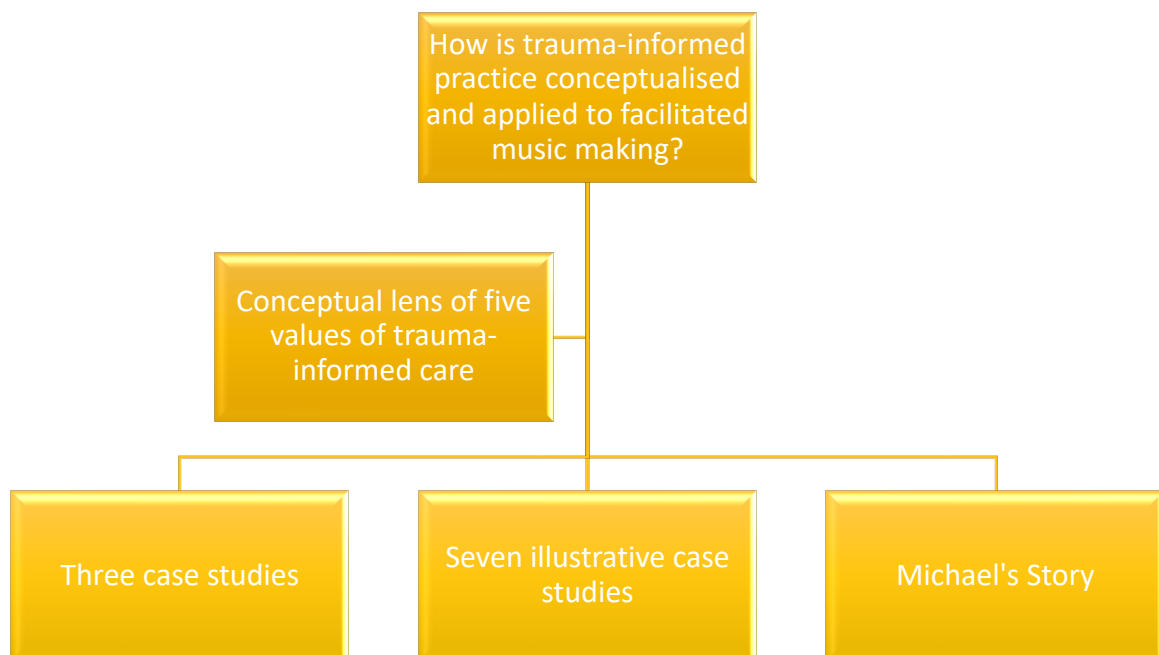 How is trauma-informed
practice conceptualised
and applied to facilitated
music making?
Conceptual lens of five
values of trauma-
informed care
Three case studies
Seven illustrative case
studies
Michael's Story